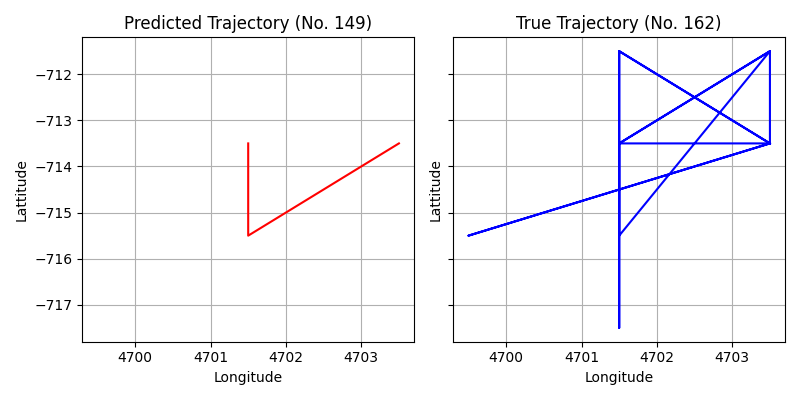 Predicted Trajectory (No. 149)
True Trajectory (No. 162)
−712
−713
−714
−715
−716
−717
Lattitude
Lattitude
4700 4701 4702 4703
4700 4701 4702 4703
Longitude
Longitude